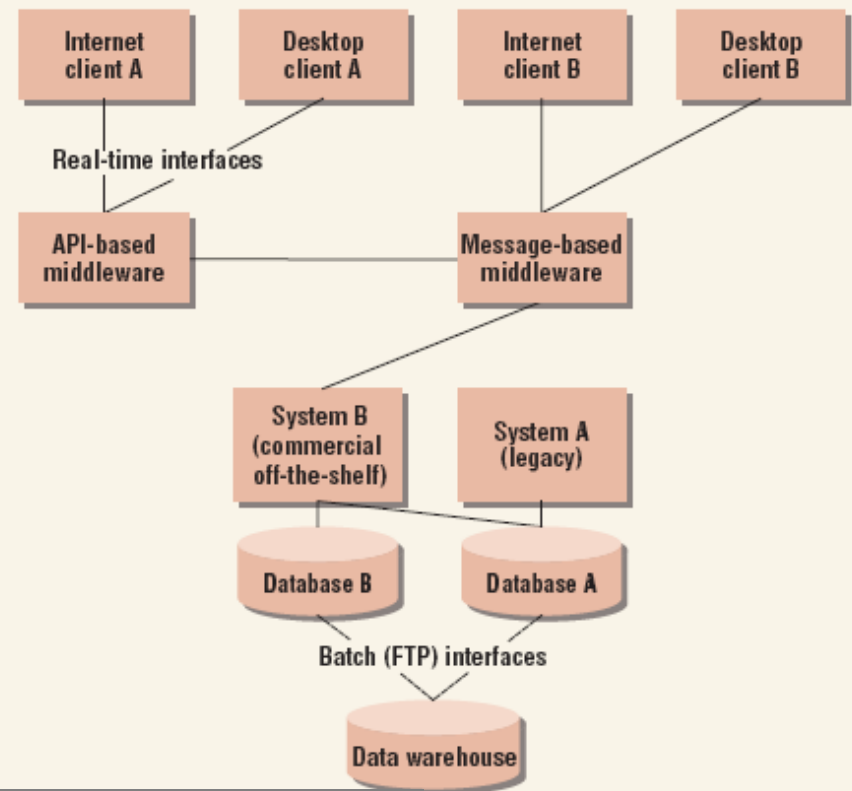 Internet
client A
Desktop
client A
Internet
client B
Desktop
client B
Real-time interfaces
API-based
middleware
Message-based
middleware
System B
(commercial
off-the-shelf)
System A
(legacy)
Database B
Database A
Batch (FTP) interfaces
Data warehouse